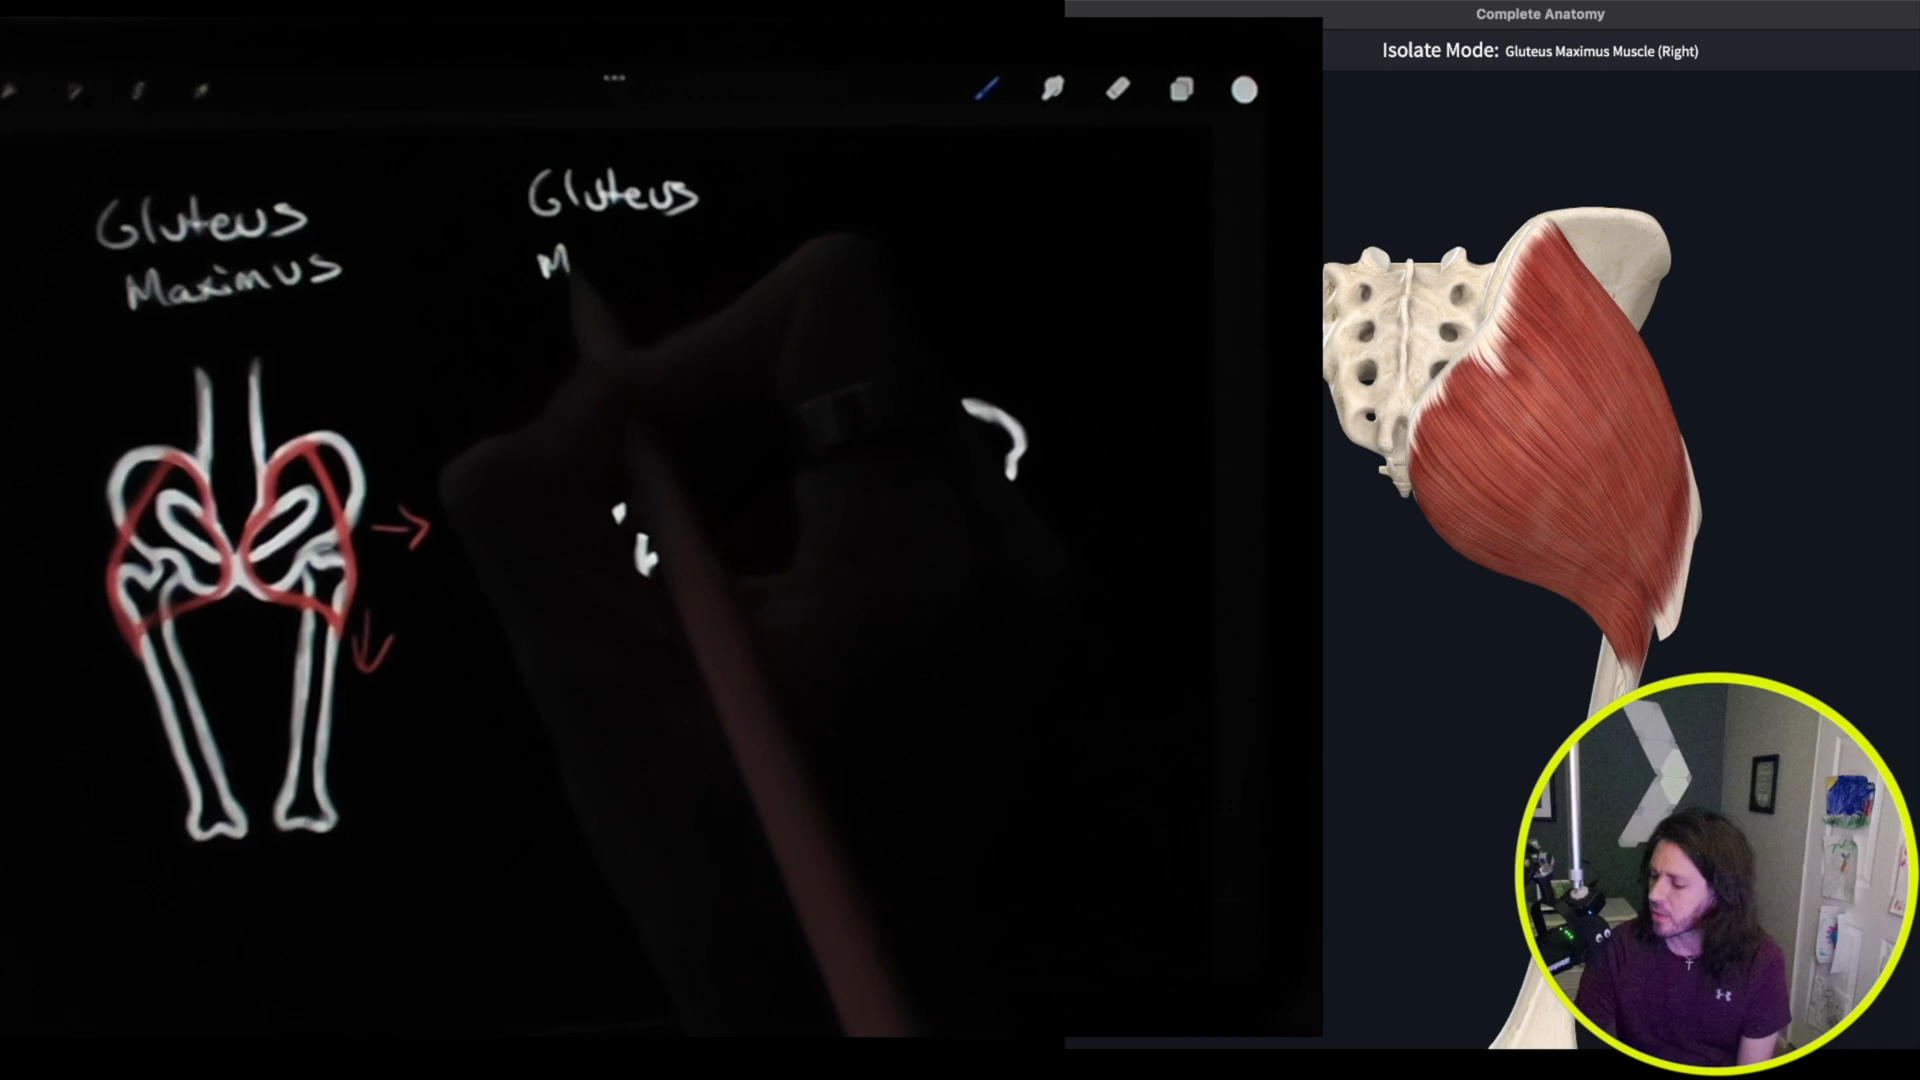 Complete Anatomy
Isolate Mode: Gluteus Maximus Muscle (Right)
Gluteus
Maximus
Gluteus
M